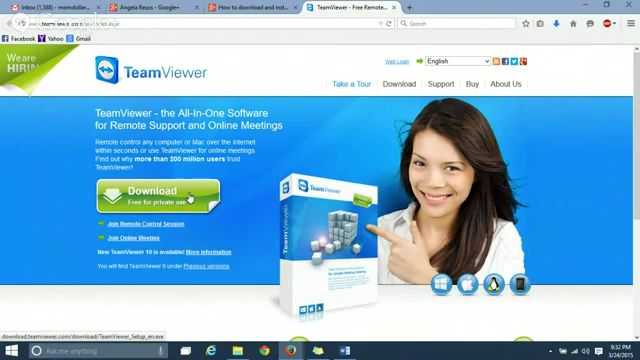 Inbox (1,388) - momdollar...
Angela Reuss - Google+
How to download and inst...
TeamViewer - Free Remote...
Search
Facebook
Yahoo
Gmail
We are
HIRING
TeamViewer
Web Login
English
Take a Tour
Download
Support
Buy
About Us
TeamViewer - the All-In-One Software
for Remote Support and Online Meetings
Remote control any computer or Mac over the internet
within seconds or use TeamViewer for online meetings.
Find out why more than 200 million users trust
TeamViewer!
Download
Free for private use
Join Remote Control Session
Join Online Meeting
New TeamViewer 10 is available! More information
You will find TeamViewer 9 under Previous versions
TeamViewer
TeamViewer
download.teamviewer.com/download/TeamViewer_Setup_en.exe
Ask me anything
9:32 PM
3/24/2015